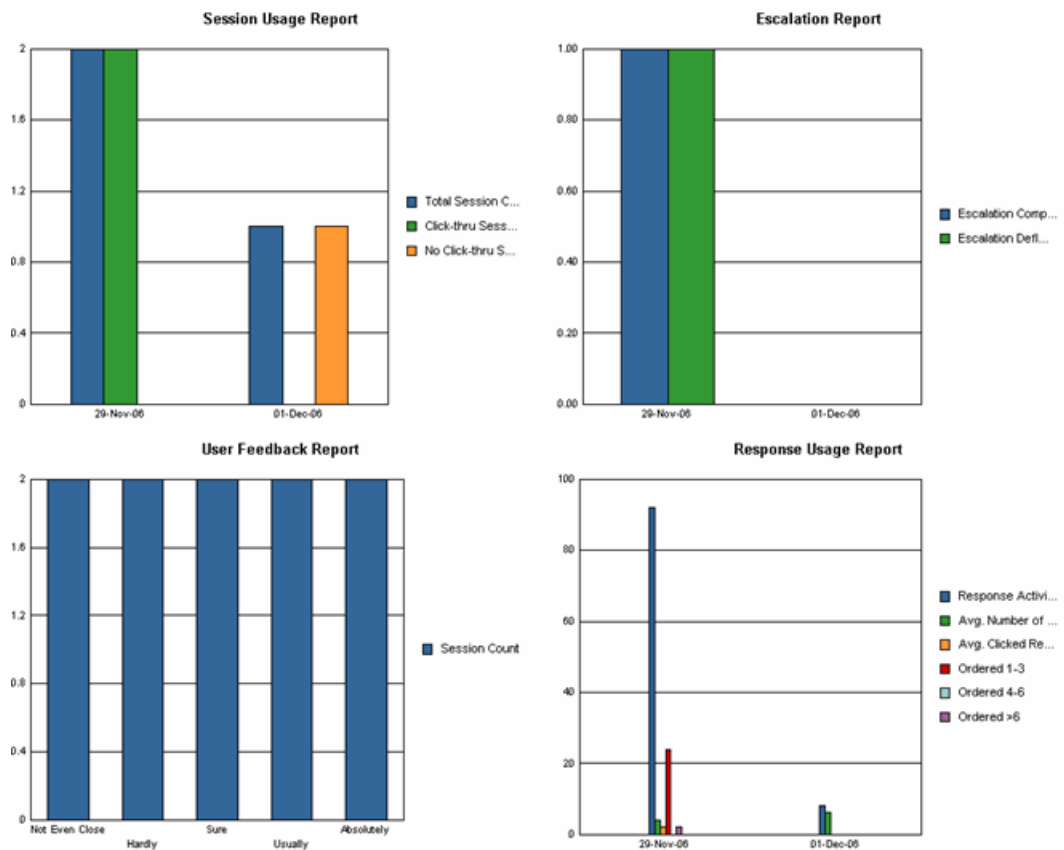 Session Usage Report
2
1.6
1.2
0.8
0.4
0
29-Nov-06
01-Dec-06
Total Session C...
Click-thru Sess...
No Click-thru S...
Escalation Report
1.00
0.80
0.60
0.40
0.20
0.00
29-Nov-06
01-Dec-06
Escalation Comp...
Escalation Defl...
User Feedback Report
2
1.6
1.2
0.8
0.4
0
Not Even Close
Hardly
Sure
Usually
Absolutely
Session Count
Response Usage Report
100
80
60
40
20
0
29-Nov-06
01-Dec-06
Response Activi...
Avg. Number of ...
Avg. Clicked Re...
Ordered 1-3
Ordered 4-6
Ordered >6